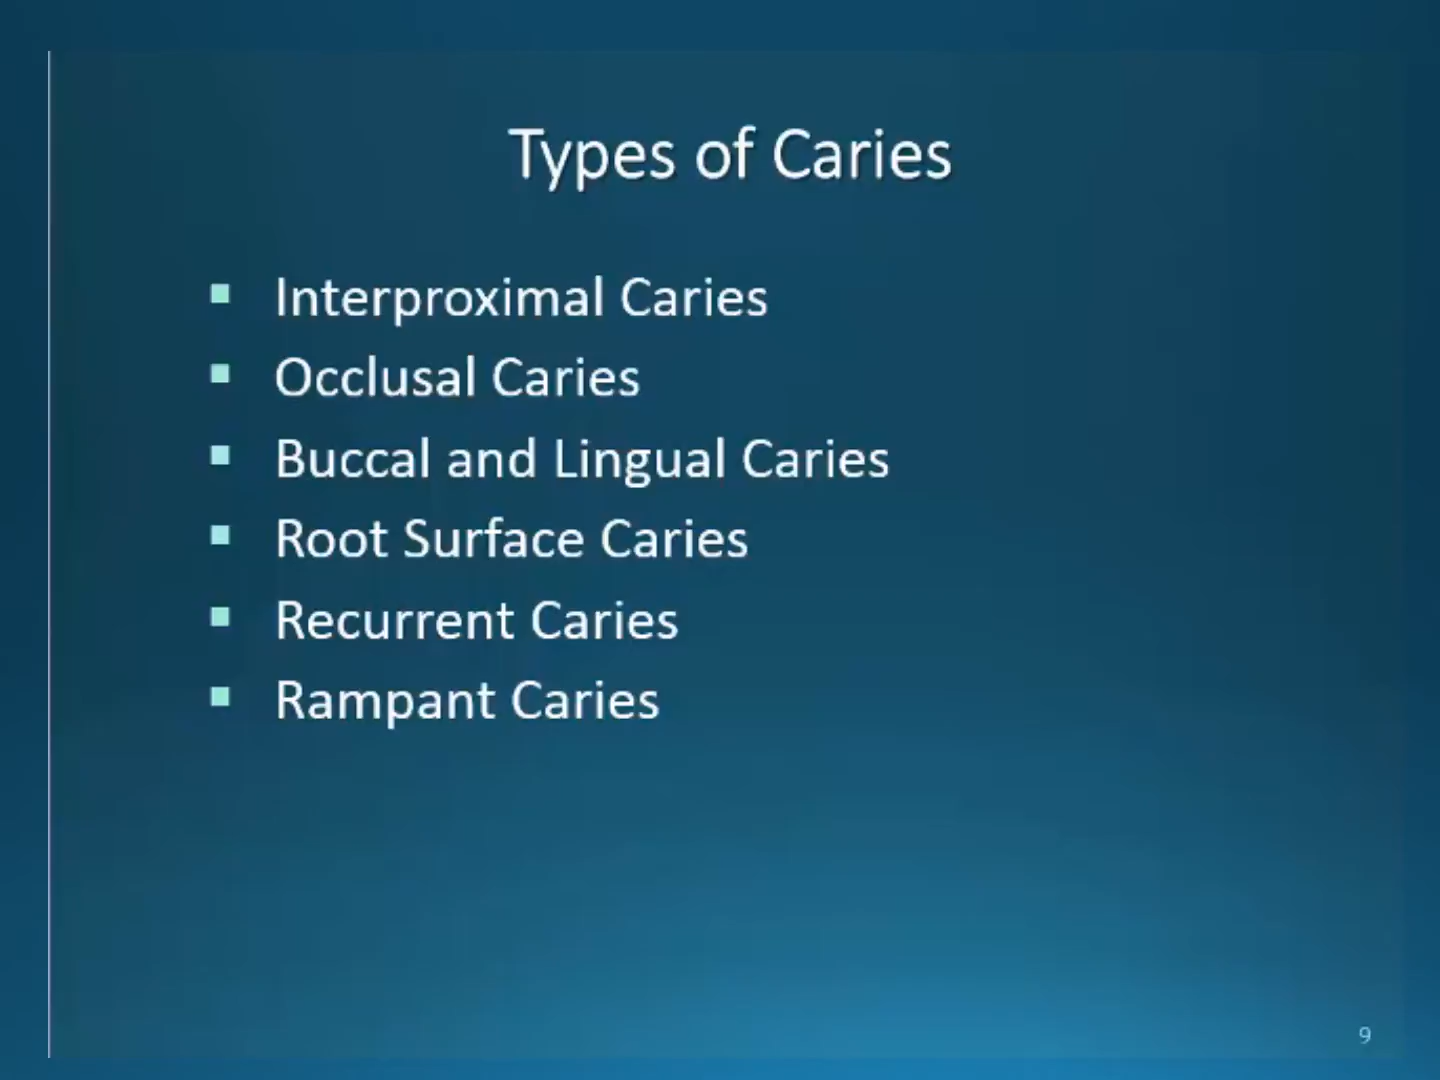 Types of Caries
Interproximal Caries
Occlusal Caries
Buccal and Lingual Caries
Root Surface Caries
Recurrent Caries
Rampant Caries
9